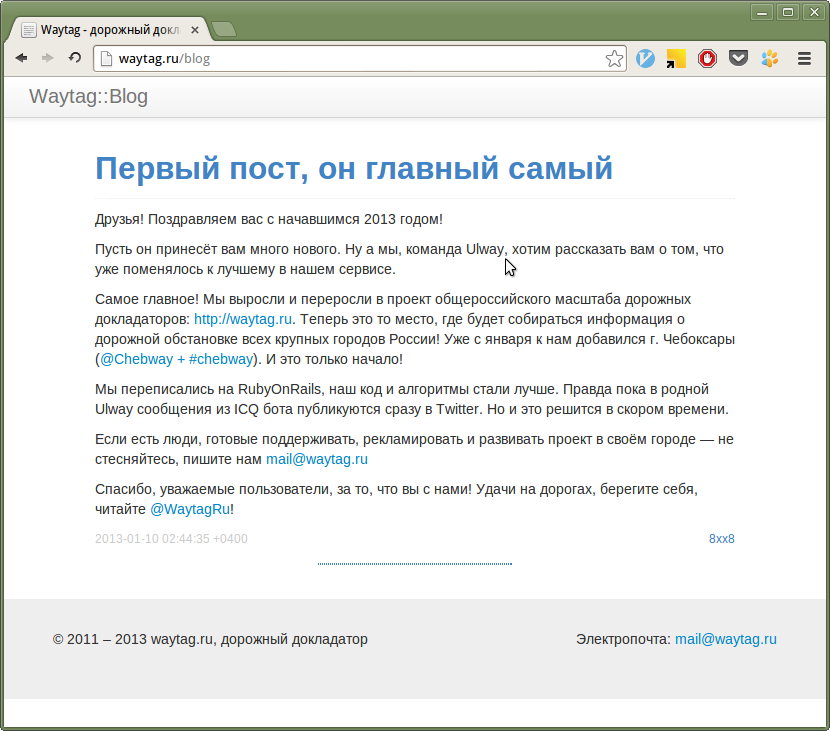 Waytag - дорожный докл
waytag.ru/blog
Waytag::Blog
Первый пост, он главный самый
Друзья! Поздравляем вас с начавшимся 2013 годом!
Пусть он принесёт вам много нового. Ну а мы, команда Ulway, хотим рассказать вам о том, что
уже поменялось к лучшему в нашем сервисе.
Самое главное! Мы выросли и переросли в проект общероссийского масштаба дорожных
докладаторов: http://waytag.ru. Теперь это то место, где будет собираться информация о
дорожной обстановке всех крупных городов России! Уже с января к нам добавился г. Чебоксары
(@Chebway + #chebway). И это только начало!
Мы переписались на RubyOnRails, наш код и алгоритмы стали лучше. Правда пока в родной
Ulway сообщения из ICQ бота публикуются сразу в Twitter. Но и это решится в скором времени.
Если есть люди, готовые поддерживать, рекламировать и развивать проект в своём городе — не
стесняйтесь, пишите нам mail@waytag.ru
Спасибо, уважаемые пользователи, за то, что вы с нами! Удачи на дорогах, берегите себя,
читайте @WaytagRu!
2013-01-10 02:44:35 +0400 8xx8
© 2011 – 2013 waytag.ru, дорожный докладатор Электропочта: mail@waytag.ru